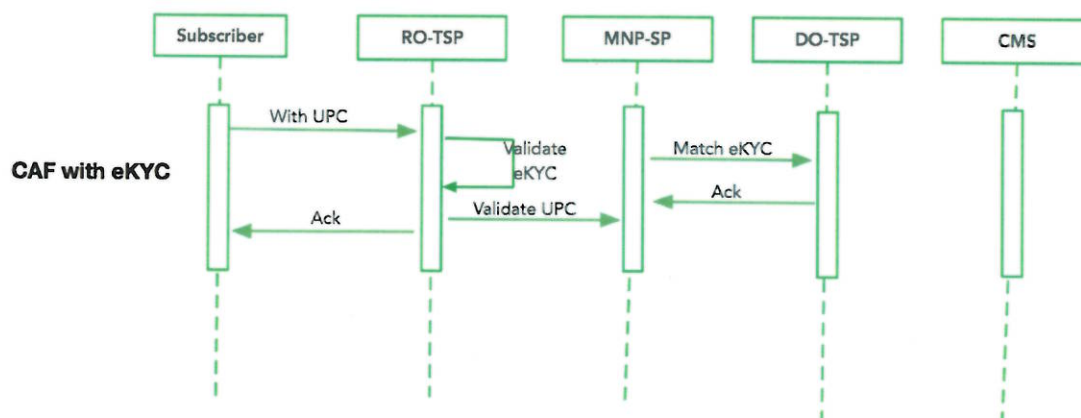 Subscriber
RO-TSP
MNP-SP
DO-TSP
CMS
With UPC
Validate
eKYC
Match eKYC
CAF with eKYC
Ack
Validate UPC
Ack